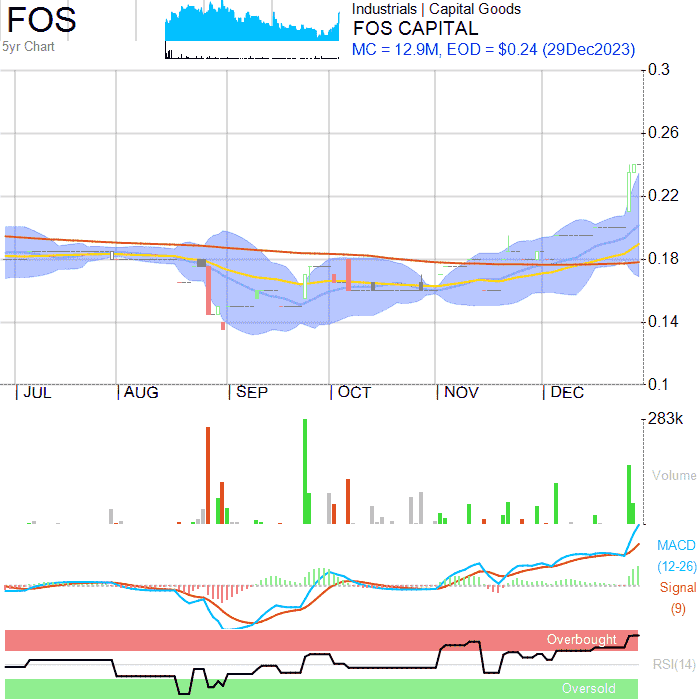 FOS
5yr Chart
Industrials | Capital Goods
FOS CAPITAL
MC = 12.9M, EOD = $0.24 (29Dec2023)
0.3
0.26
0.22
0.18
0.14
0.1
| JUL | AUG | SEP | OCT | NOV | DEC
283k
Volume
MACD
(12-26)
Signal
(9)
Overbought
RSI(14)
Oversold